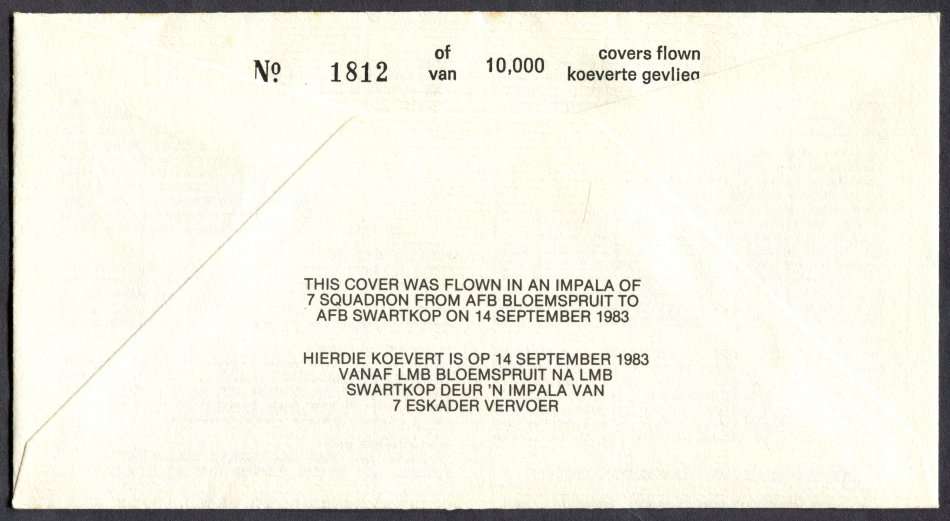 of covers flown
Nº 1812 van 10,000 koeverte gevlieg
THIS COVER WAS FLOWN IN AN IMPALA OF
7 SQUADRON FROM AFB BLOEMSPRUIT TO
AFB SWARTKOP ON 14 SEPTEMBER 1983
HIERDIE KOEVERT IS OP 14 SEPTEMBER 1983
VANAF LMB BLOEMSPRUIT NA LMB
SWARTKOP DEUR 'N IMPALA VAN
7 ESKADER VERVOER